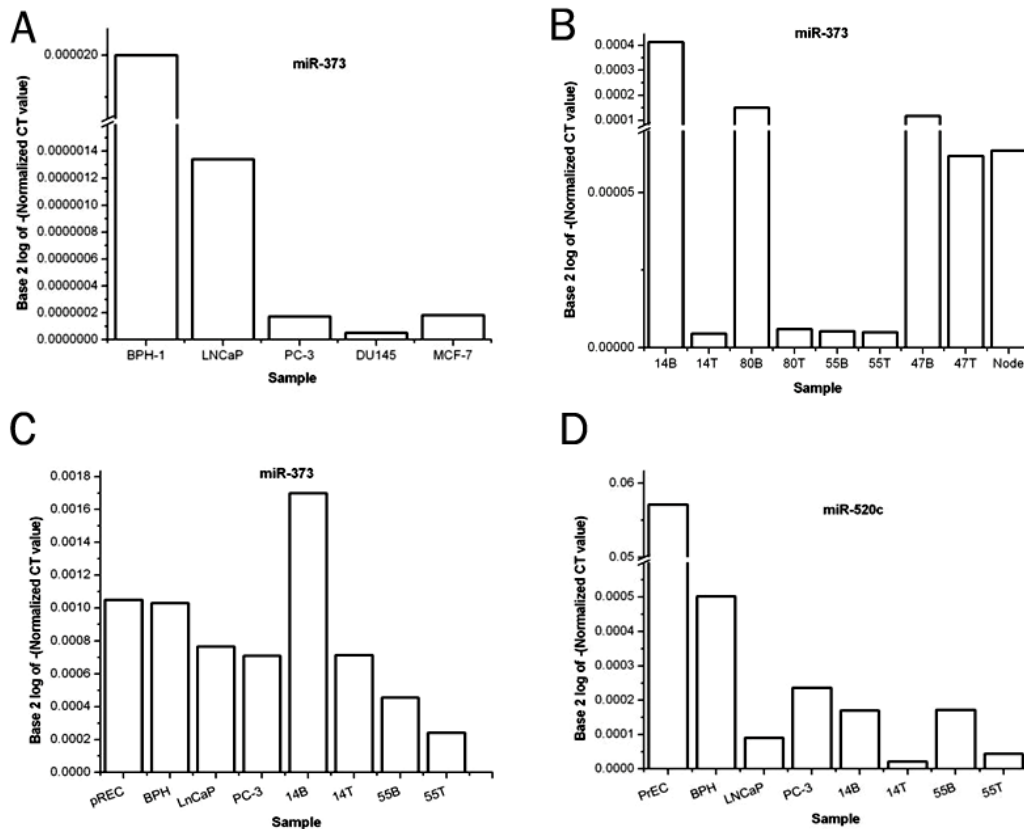 A
miR-373
Base 2 log of -(Normalized CT value)
0.000020
0.0000014
0.0000012
0.0000010
0.0000008
0.0000006
0.0000004
0.0000002
0.0000000
BPH-1 LNCaP PC-3 DU145 MCF-7
Sample
B
miR-373
Base 2 log of -(Normalized CT value)
0.0004
0.0003
0.0002
0.0001
0.00005
0.00000
14B 14T 80B 80T 55B 55T 47B 47T Node
Sample
C
miR-373
Base 2 log of -(Normalized CT value)
0.0018
0.0016
0.0014
0.0012
0.0010
0.0008
0.0006
0.0004
0.0002
0.0000
pREC BPH LnCaP PC-3 14B 14T 55B 55T
Sample
D
miR-520c
Base 2 log of -(Normalized CT value)
0.06
0.05
0.0005
0.0004
0.0003
0.0002
0.0001
0.0000
PrEC BPH LNCaP PC-3 14B 14T 55B 55T
Sample